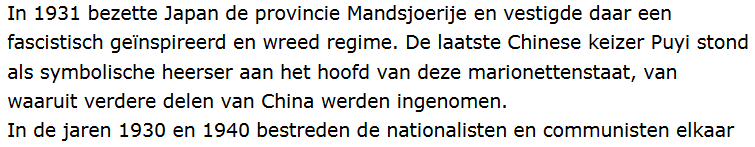 In 1931 bezette Japan de provincie Mandsjoerije en vestigde daar een
fascistisch geïnspireerd en wreed regime. De laatste Chinese keizer Puyi stond
als symbolische heerser aan het hoofd van deze marionettenstaat, van
waaruit verdere delen van China werden ingenomen.
In de jaren 1930 en 1940 bestreden de nationalisten en communisten elkaar